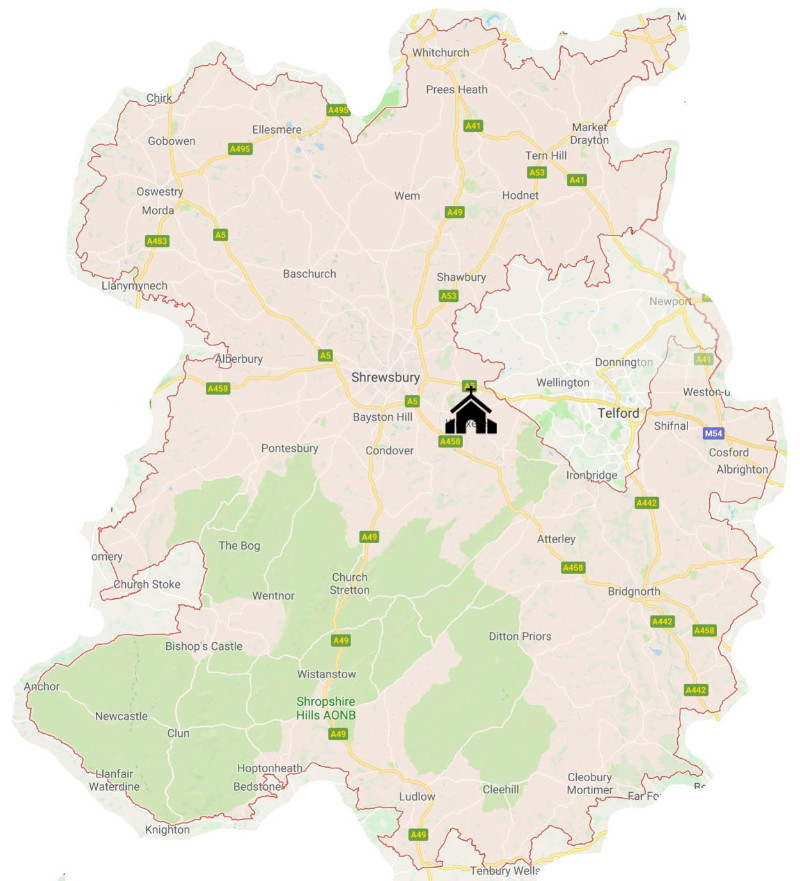 M
Whitchurch
Prees Heath
Chirk
A495
A41
Ellesmere
Gobowen
A495
Market
Drayton
Tern Hill
A53
A41
Oswestry
Morda
Wem
Hodnet
A49
A483
A5
Baschurch
Shawbury
Llanymynech
A53
Newport
A5
Alberbury
A41
Donnington
A458
Shrewsbury
A5
Wellington
Weston-u
A5
Bayston Hill
Telford
Shifnal
M54
A458
Pontesbury
Condover
Cosford
Albrighton
Ironbridge
A442
A49
Atterley
The Bog
omery
A458
Church Stoke
Church
Stretton
Wentnor
Bridgnorth
A442
A458
A49
Ditton Priors
Bishop's Castle
Wistanstow
Anchor
A442
Shropshire
Hills AONB
Newcastle
Clun
A49
Llanfair
Waterdine
Hoptonheath
Bedstone
Cleobury
Mortimer
Ludlow
Cleehill
Far Fo
Knighton
A49
Tenbury Wells